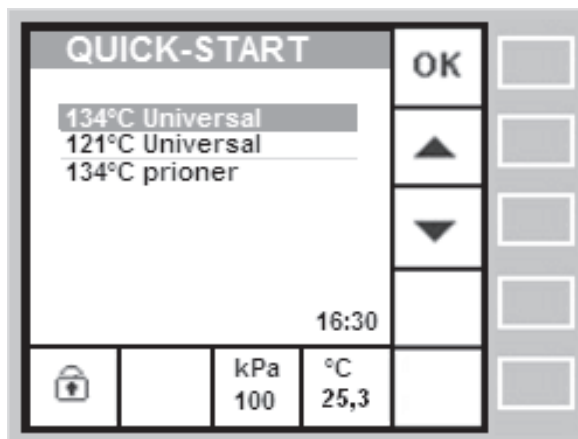 QUICK-START
OK
134°C Universal
121°C Universal
134°C prioner
16:30
kPa
100
°C
25,3